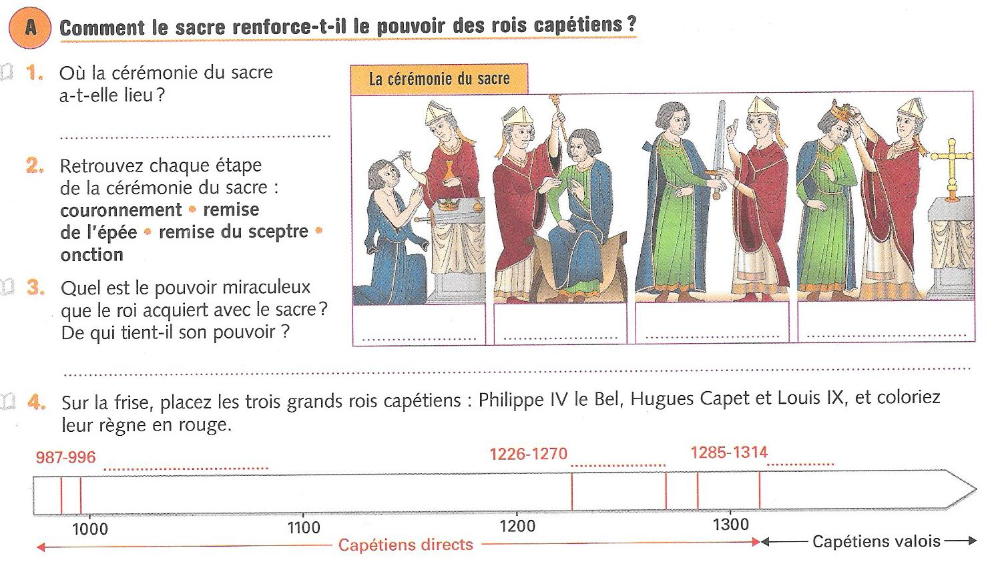 A Comment le sacre renforce-t-il le pouvoir des rois capétiens ?
1. Où la cérémonie du sacre
a-t-elle lieu ?
2. Retrouvez chaque étape
de la cérémonie du sacre :
couronnement • remise
de l'épée • remise du sceptre •
onction
3. Quel est le pouvoir miraculeux
que le roi acquiert avec le sacre ?
De qui tient-il son pouvoir ?
La cérémonie du sacre
4. Sur la frise, placez les trois grands rois capétiens : Philippe IV le Bel, Hugues Capet et Louis IX, et coloriez
leur règne en rouge.
987-996
1226-1270
1285-1314
1000
1100
1200
1300
Capétiens directs
Capétiens valois